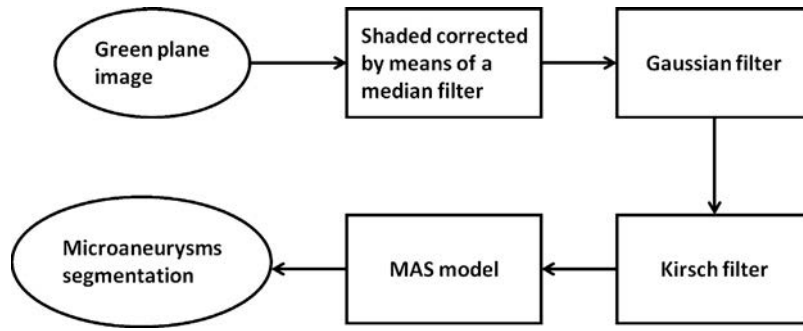 Green plane
image
Shaded corrected
by means of a
median filter
Gaussian filter
Kirsch filter
MAS model
Microaneurysms
segmentation